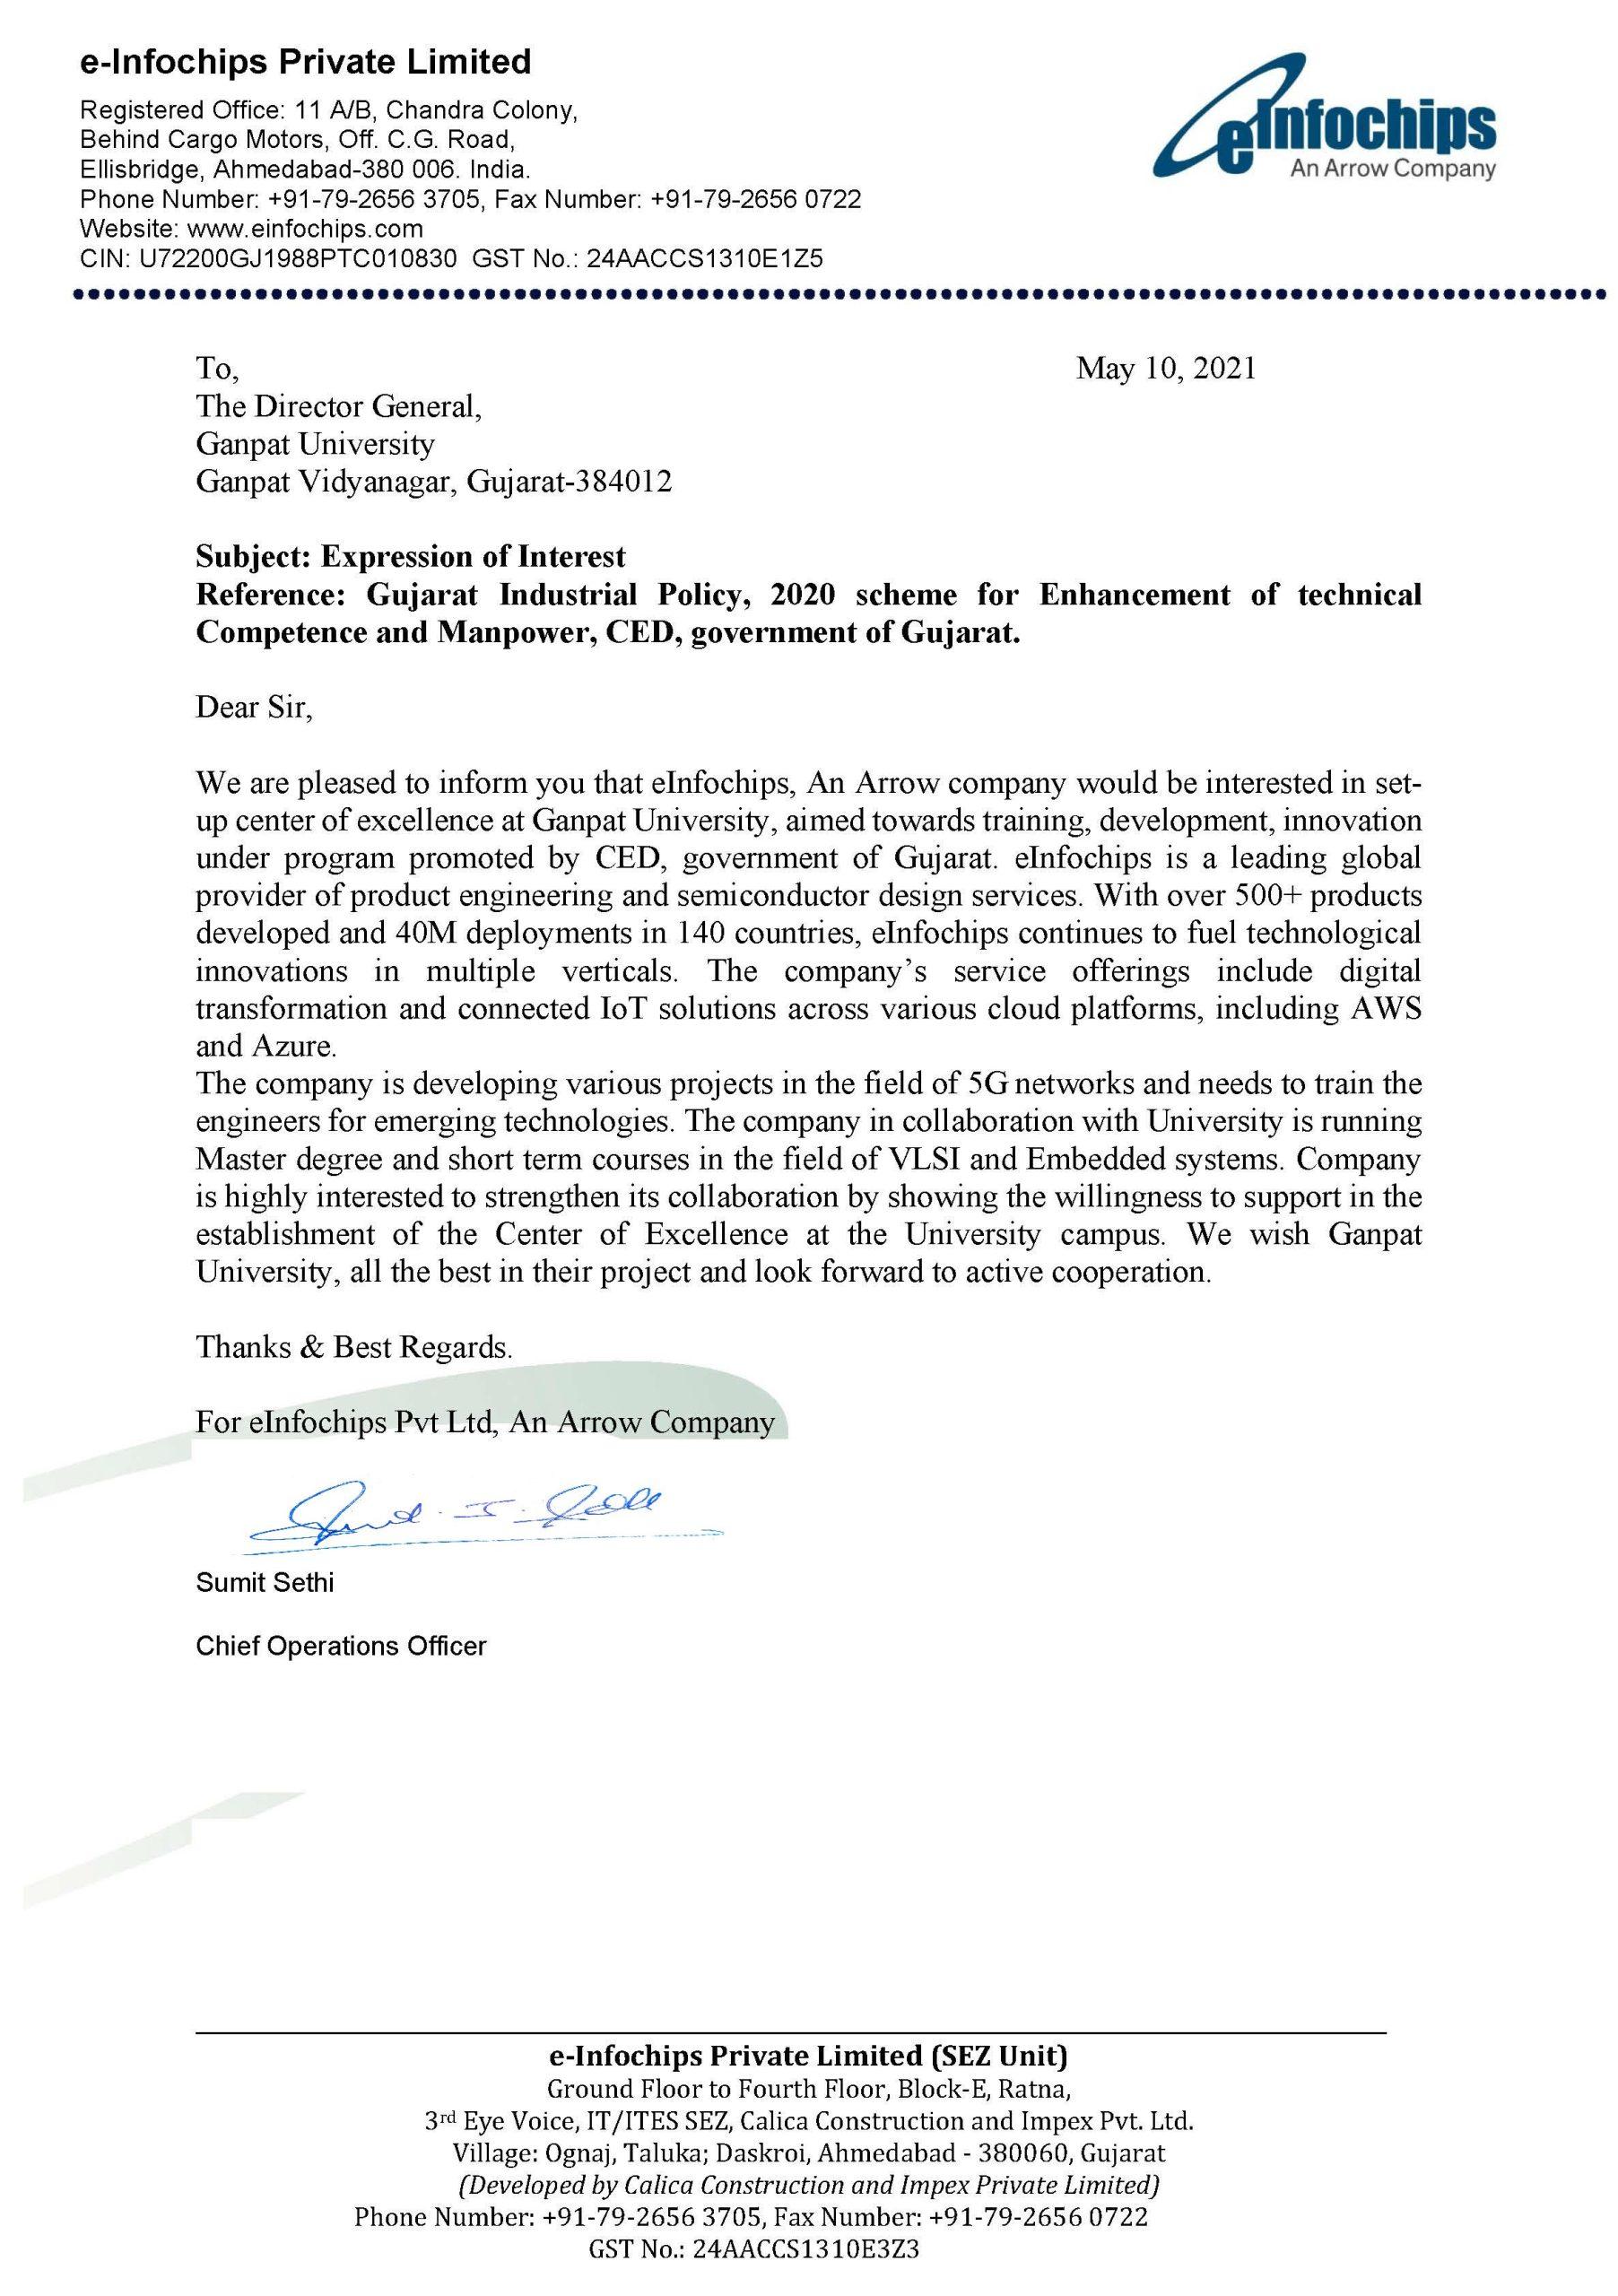 e-Infochips Private Limited
Registered Office: 11 A/B, Chandra Colony,
Behind Cargo Motors, Off. C.G. Road,
Ellisbridge, Ahmedabad-380 006. India.
Phone Number: +91-79-2656 3705, Fax Number: +91-79-2656 0722
Website: www.einfochips.com
CIN: U72200GJ1988PTC010830 GST No.: 24AACCS1310E1Z5
eInfochips
An Arrow Company
To, May 10, 2021
The Director General,
Ganpat University
Ganpat Vidyanagar, Gujarat-384012
Subject: Expression of Interest
Reference: Gujarat Industrial Policy, 2020 scheme for Enhancement of technical
Competence and Manpower, CED, government of Gujarat.
Dear Sir,
We are pleased to inform you that eInfochips, An Arrow company would be interested in set-
up center of excellence at Ganpat University, aimed towards training, development, innovation
under program promoted by CED, government of Gujarat. eInfochips is a leading global
provider of product engineering and semiconductor design services. With over 500+ products
developed and 40M deployments in 140 countries, eInfochips continues to fuel technological
innovations in multiple verticals. The company’s service offerings include digital
transformation and connected IoT solutions across various cloud platforms, including AWS
and Azure.
The company is developing various projects in the field of 5G networks and needs to train the
engineers for emerging technologies. The company in collaboration with University is running
Master degree and short term courses in the field of VLSI and Embedded systems. Company
is highly interested to strengthen its collaboration by showing the willingness to support in the
establishment of the Center of Excellence at the University campus. We wish Ganpat
University, all the best in their project and look forward to active cooperation.
Thanks & Best Regards.
For eInfochips Pvt Ltd, An Arrow Company
Sumit Sethi
Chief Operations Officer
e-Infochips Private Limited (SEZ Unit)
Ground Floor to Fourth Floor, Block-E, Ratna,
3rd Eye Voice, IT/ITES SEZ, Calica Construction and Impex Pvt. Ltd.
Village: Ognaj, Taluka; Daskroi, Ahmedabad - 380060, Gujarat
(Developed by Calica Construction and Impex Private Limited)
Phone Number: +91-79-2656 3705, Fax Number: +91-79-2656 0722
GST No.: 24AACCS1310E3Z3